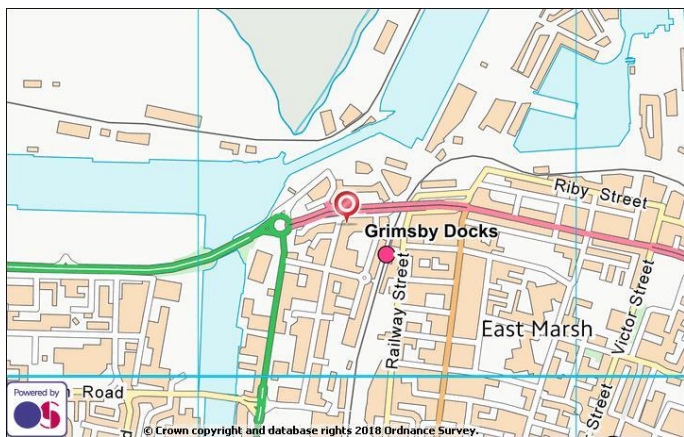 Riby Street
Grimsby Docks
Railway Street
East Marsh
Victor Street
Road
Street
Powered by
OS
© Crown copyright and database rights 2018 Ordnance Survey.